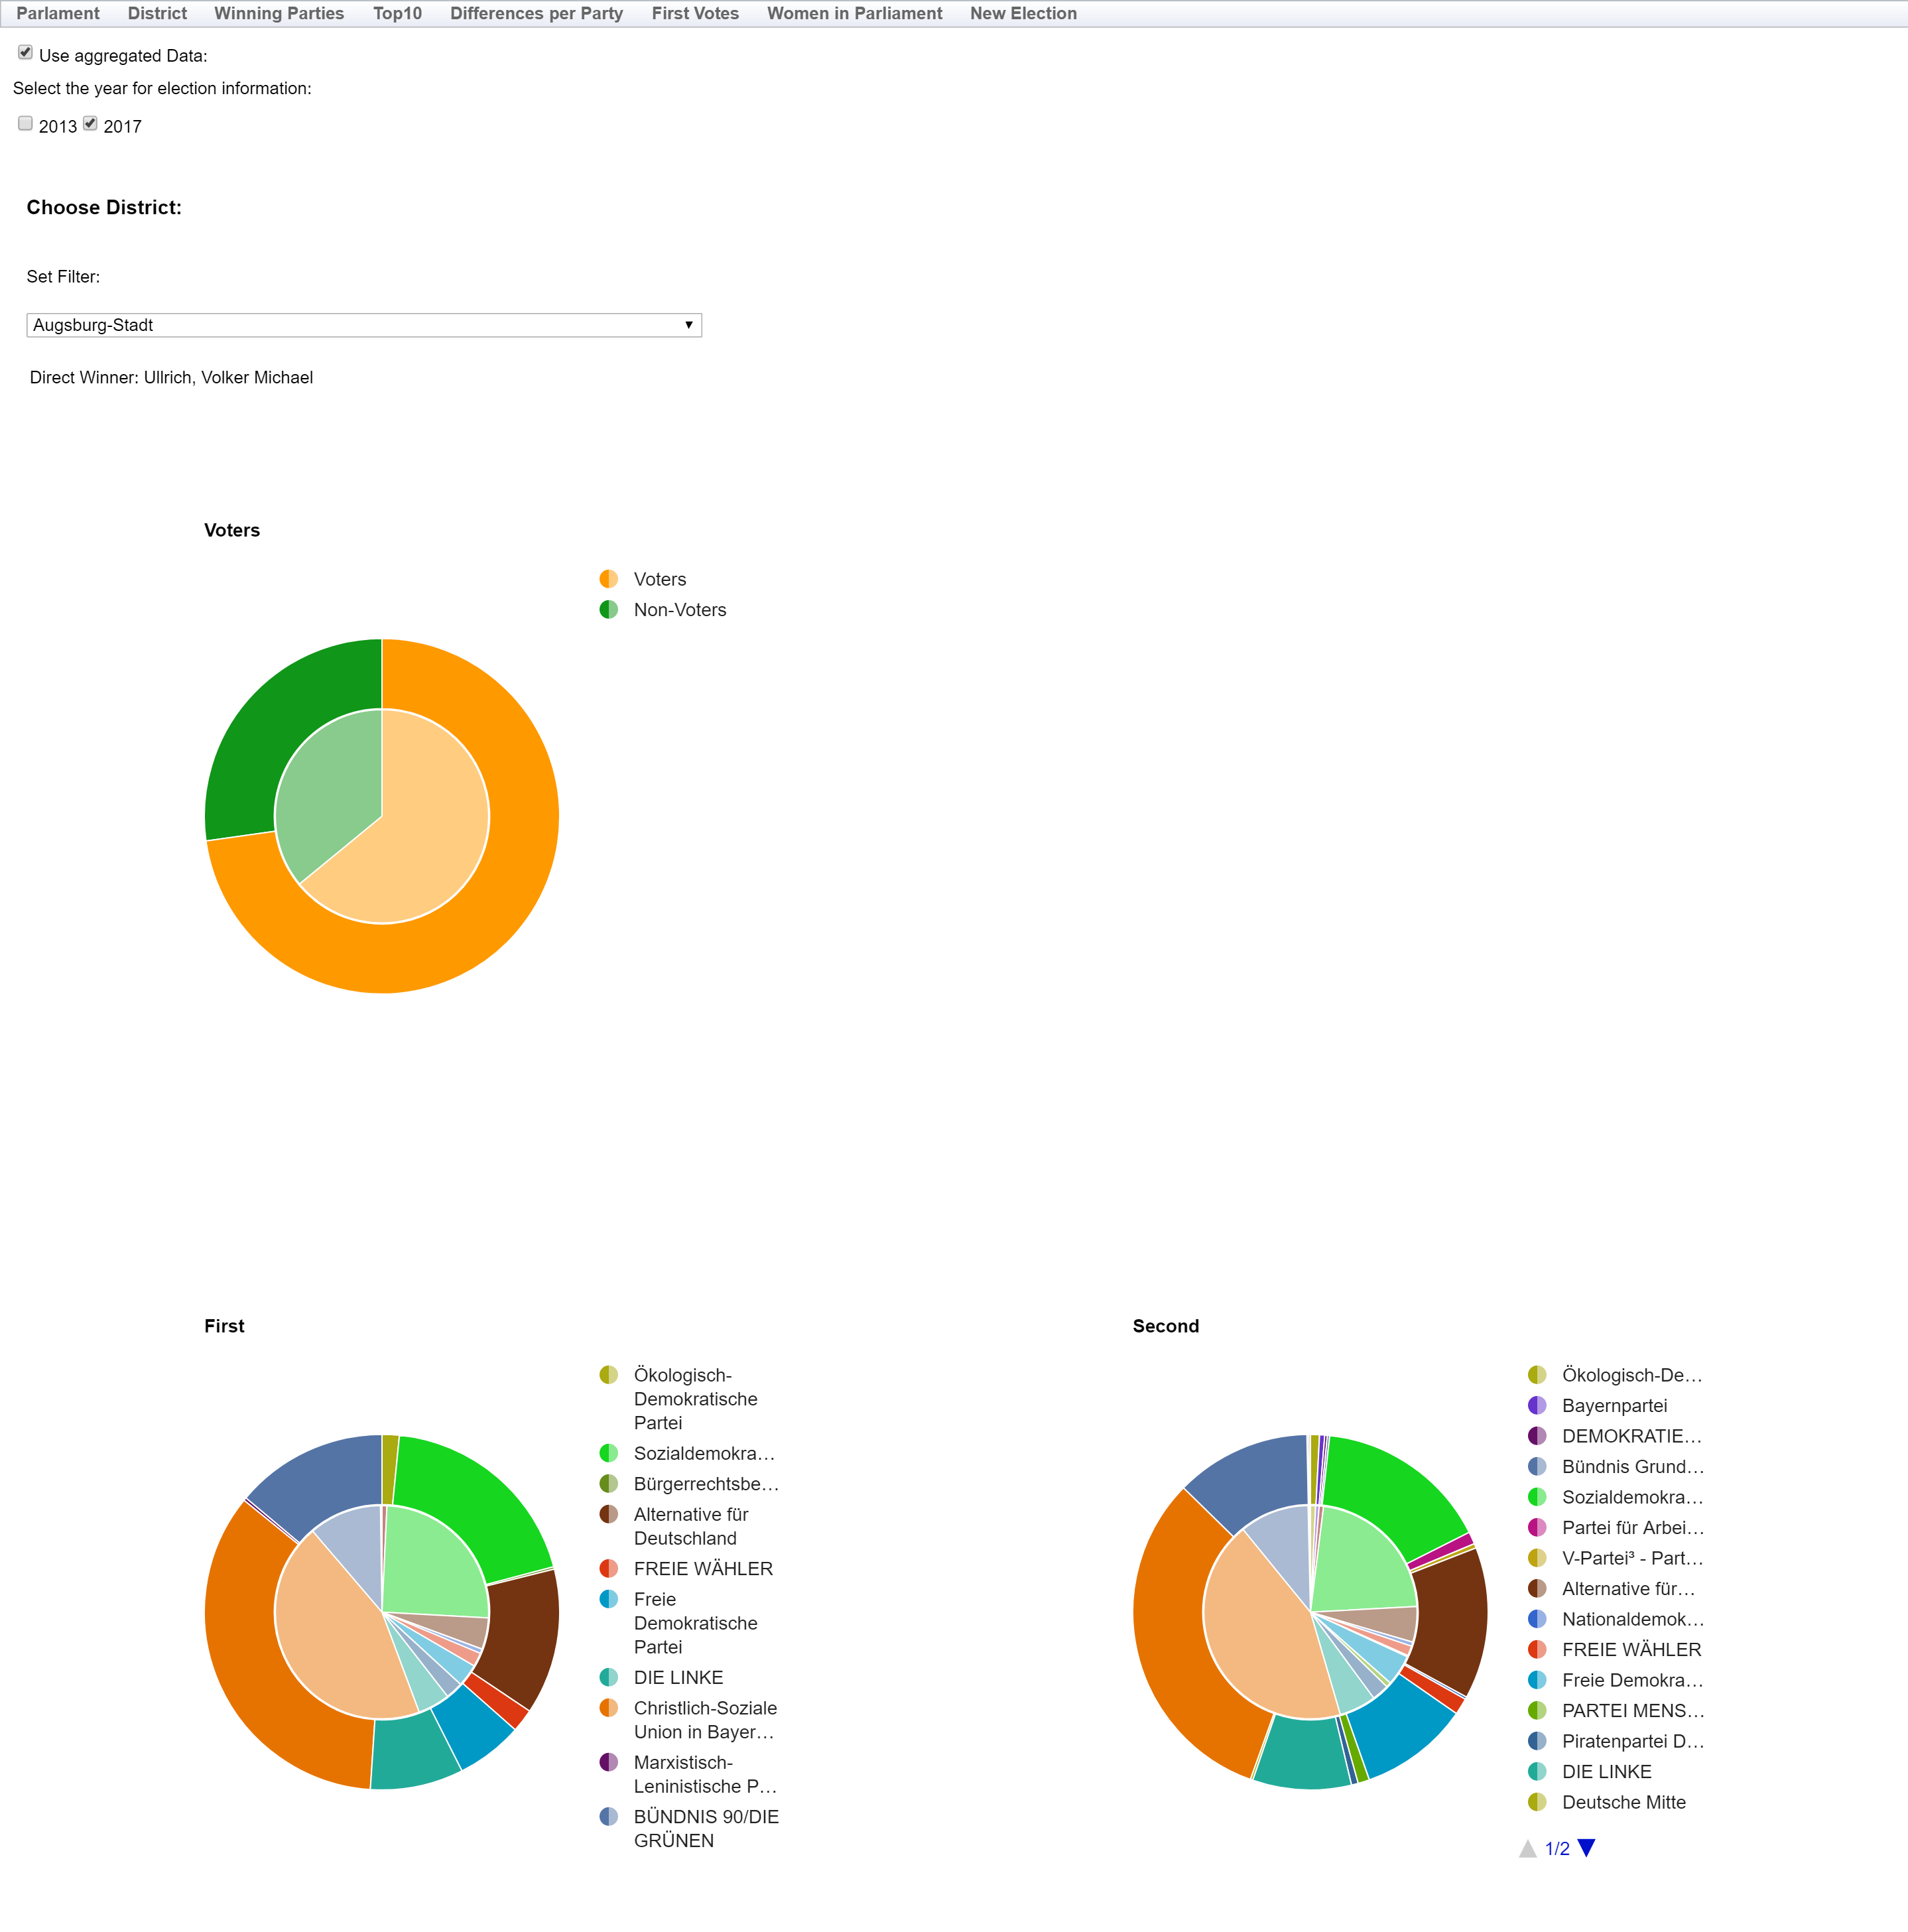 Parlament District Winning Parties Top10 Differences per Party First Votes Women in Parliament New Election
Use aggregated Data:
Select the year for election information:
2013 2017
Choose District:
Set Filter:
Augsburg-Stadt
Direct Winner: Ullrich, Volker Michael
Voters
Voters
Non-Voters
First
Ökologisch-
Demokratische
Partei
Sozialdemokra…
Bürgerrechtsbe…
Alternative für
Deutschland
FREIE WÄHLER
Freie
Demokratische
Partei
DIE LINKE
Christlich-Soziale
Union in Bayer…
Marxistisch-
Leninistische P…
BÜNDNIS 90/DIE
GRÜNEN
Second
Ökologisch-De…
Bayernpartei
DEMOKRATIE…
Bündnis Grund…
Sozialdemokra…
Partei für Arbei…
V-Partei³ - Part…
Alternative für…
Nationaldemok…
FREIE WÄHLER
Freie Demokra…
PARTEI MENS…
Piratenpartei D…
DIE LINKE
Deutsche Mitte
1/2